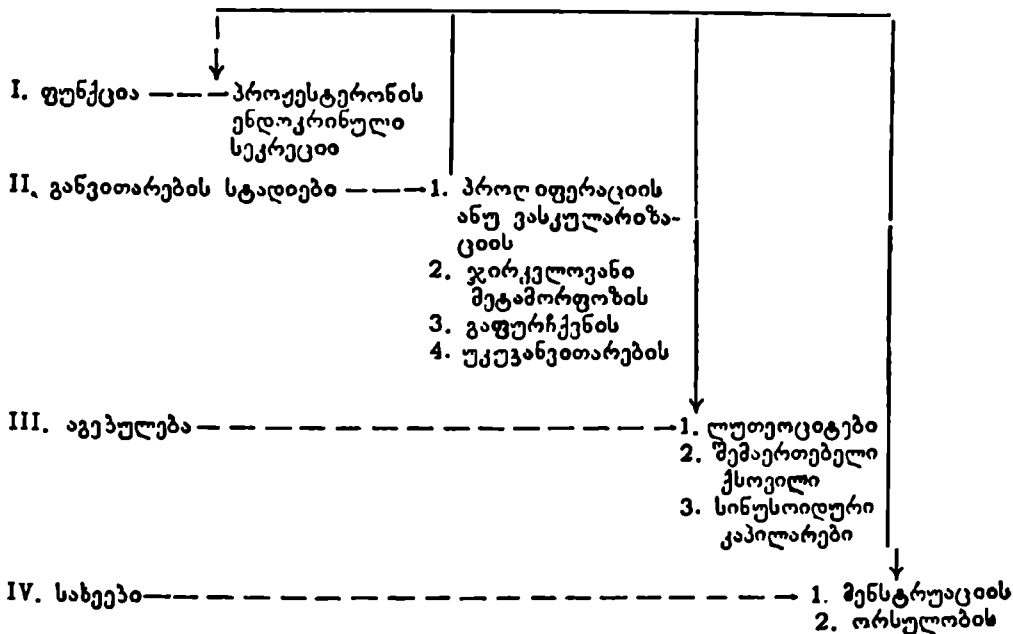 I. ფუნქცია — — — პროჟესტერონის
ენდოკრინული
სეკრეცია
II. განვითარების სტადიები — — — 1. პროლიფერაციის
ანუ ვასკულარიზა-
ციის
2. ჯირკვლოვანი
მეტამორფოზის
3. გაფურჩქვნის
4. უკუგანვითარების
III. აგებულება — — — 1. ლუთეოციტები
2. შემაერთებელი
ქსოვილი
3. სინუსოიდური
კაპილარები
IV. სახეები — — — 1. მენსტრუაციის
2. ორსულობის